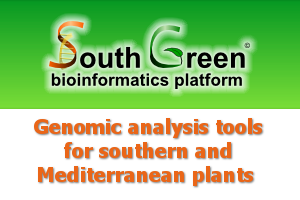 South Green©
bioinformatics platform
Genomic analysis tools
for southern and
Mediterranean plants